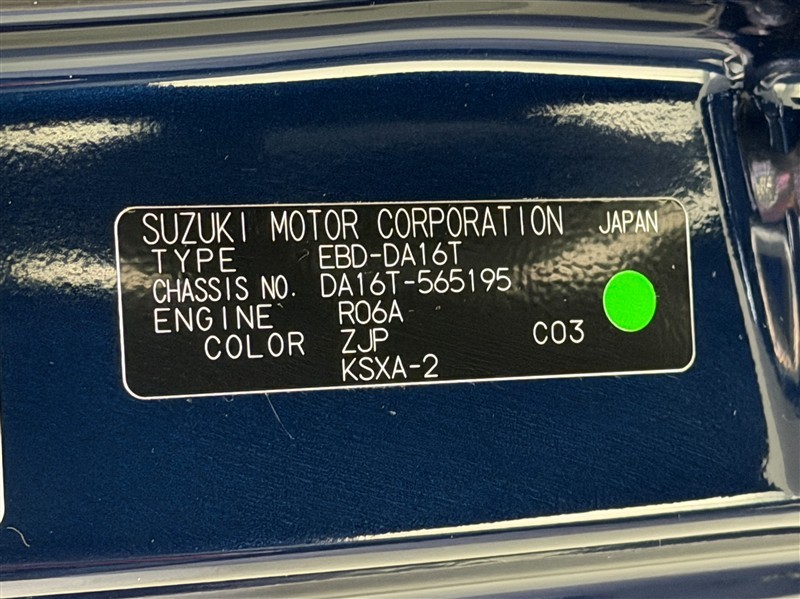 SUZUKI MOTOR CORPORATION JAPAN
TYPE EBD-DA16T
CHASSIS NO. DA16T-565195
ENGINE R06A
COLOR ZJP C03
KSXA-2